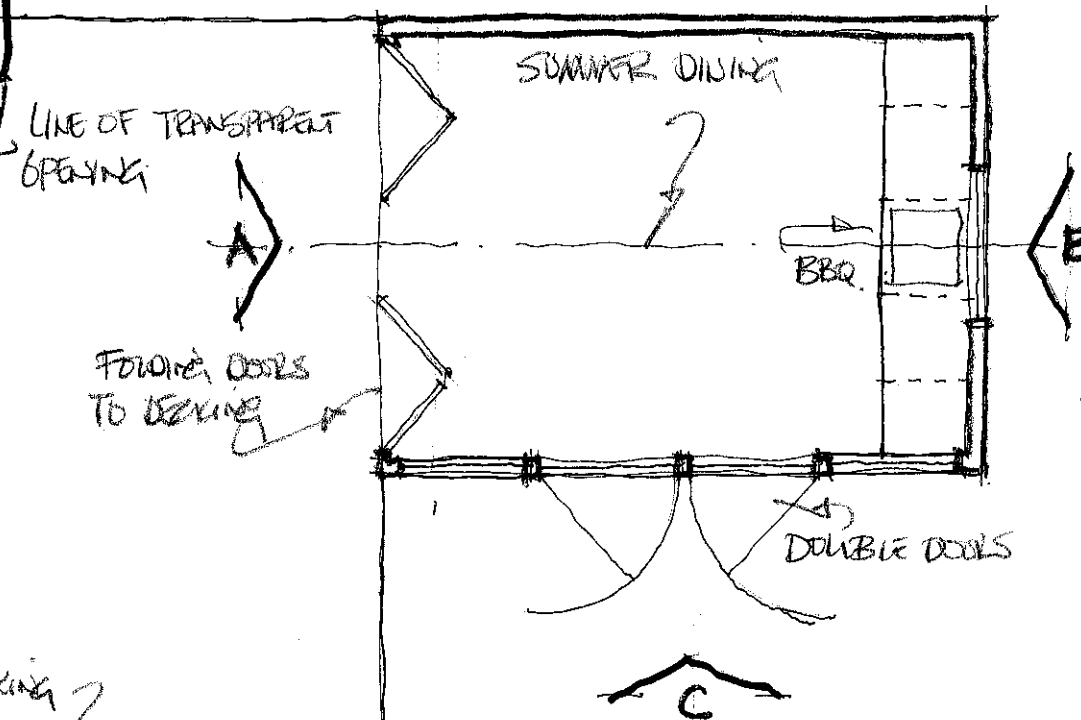 SUMMER DINING
LINE OF TRANSPARENT
OPENING
A
BBQ.
FOLDING DOORS
TO DECKING
DOUBLE DOORS
C